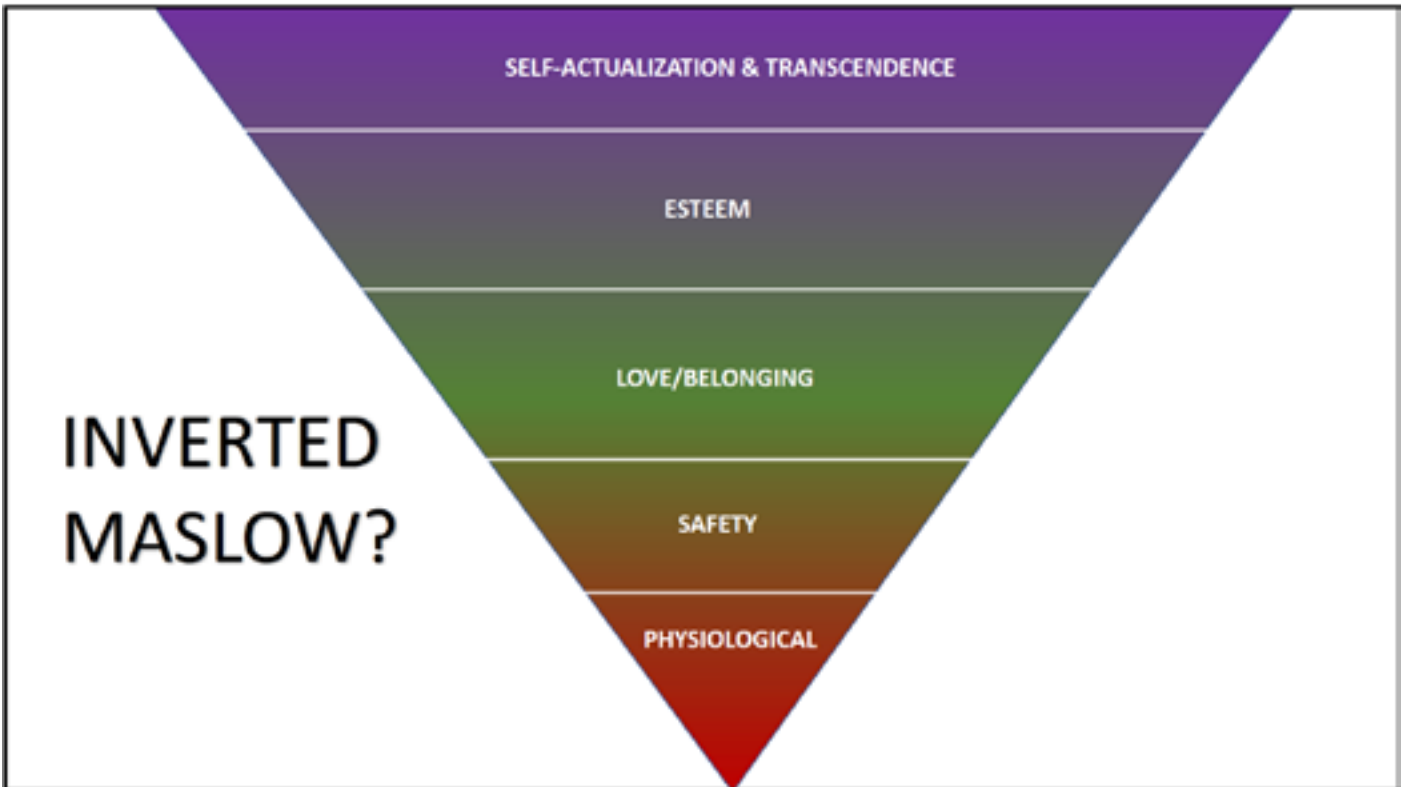 SELF-ACTUALIZATION & TRANSCENDENCE
ESTEEM
LOVE/BELONGING
SAFETY
PHYSIOLOGICAL
INVERTED
MASLOW?